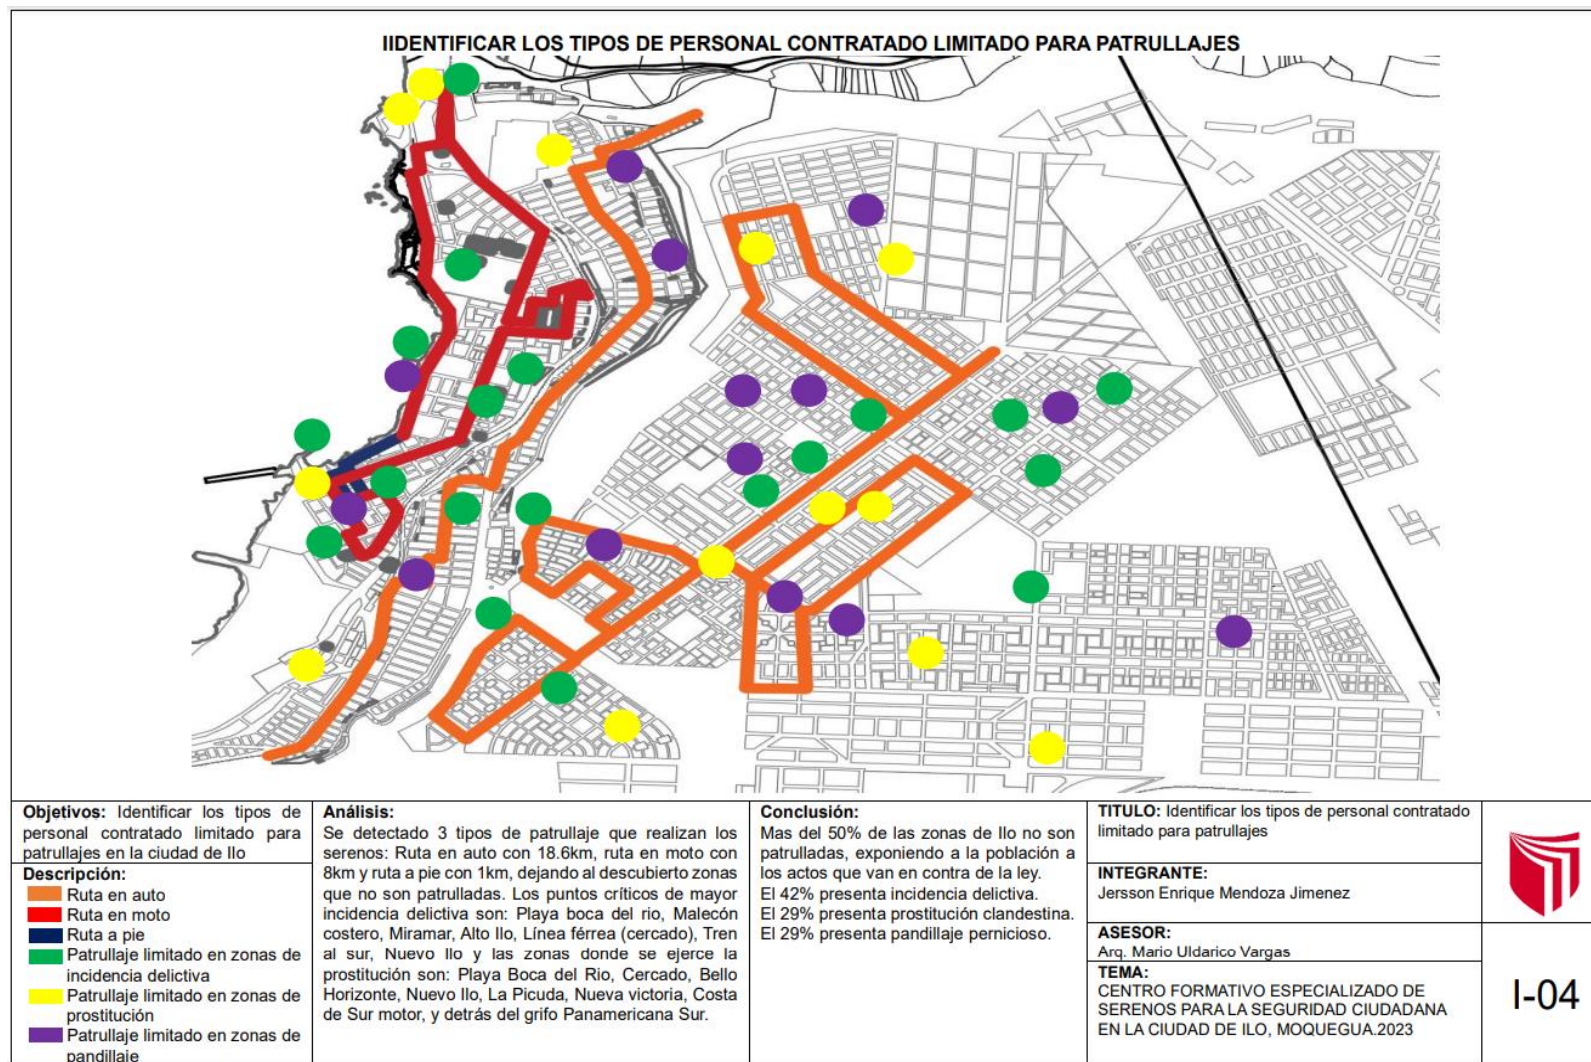 IIDENTIFICAR LOS TIPOS DE PERSONAL CONTRATADO LIMITADO PARA PATRULLAJES
Objetivos: Identificar los tipos de
personal contratado limitado para
patrullajes en la ciudad de Ilo
Descripción:
Ruta en auto
Ruta en moto
Ruta a pie
Patrullaje limitado en zonas de
incidencia delictiva
Patrullaje limitado en zonas de
prostitución
Patrullaje limitado en zonas de
pandillaje
Análisis:
Se detectado 3 tipos de patrullaje que realizan los
serenos: Ruta en auto con 18.6km, ruta en moto con
8km y ruta a pie con 1km, dejando al descubierto zonas
que no son patrulladas. Los puntos críticos de mayor
incidencia delictiva son: Playa boca del rio, Malecón
costero, Miramar, Alto Ilo, Línea férrea (cercado), Tren
al sur, Nuevo Ilo y las zonas donde se ejerce la
prostitución son: Playa Boca del Rio, Cercado, Bello
Horizonte, Nuevo Ilo, La Picuda, Nueva victoria, Costa
de Sur motor, y detrás del grifo Panamericana Sur.
Conclusión:
Mas del 50% de las zonas de Ilo no son
patrulladas, exponiendo a la población a
los actos que van en contra de la ley.
El 42% presenta incidencia delictiva.
El 29% presenta prostitución clandestina.
El 29% presenta pandillaje pernicioso.
TITULO: Identificar los tipos de personal contratado
limitado para patrullajes
INTEGRANTE:
Jersson Enrique Mendoza Jimenez
ASESOR:
Arq. Mario Uldarico Vargas
TEMA:
CENTRO FORMATIVO ESPECIALIZADO DE
SERENOS PARA LA SEGURIDAD CIUDADANA
EN LA CIUDAD DE ILO, MOQUEGUA.2023
I-04